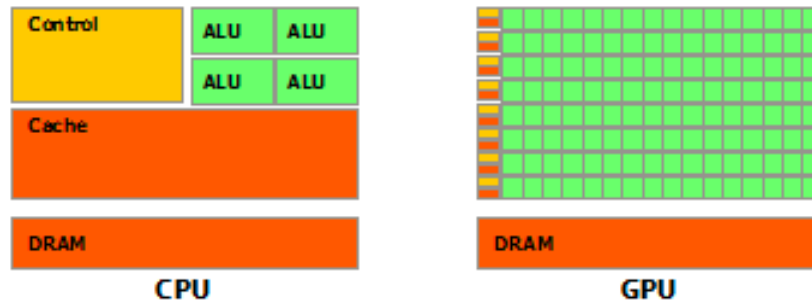 Control
ALU ALU
ALU ALU
Cache
DRAM
CPU
DRAM
GPU